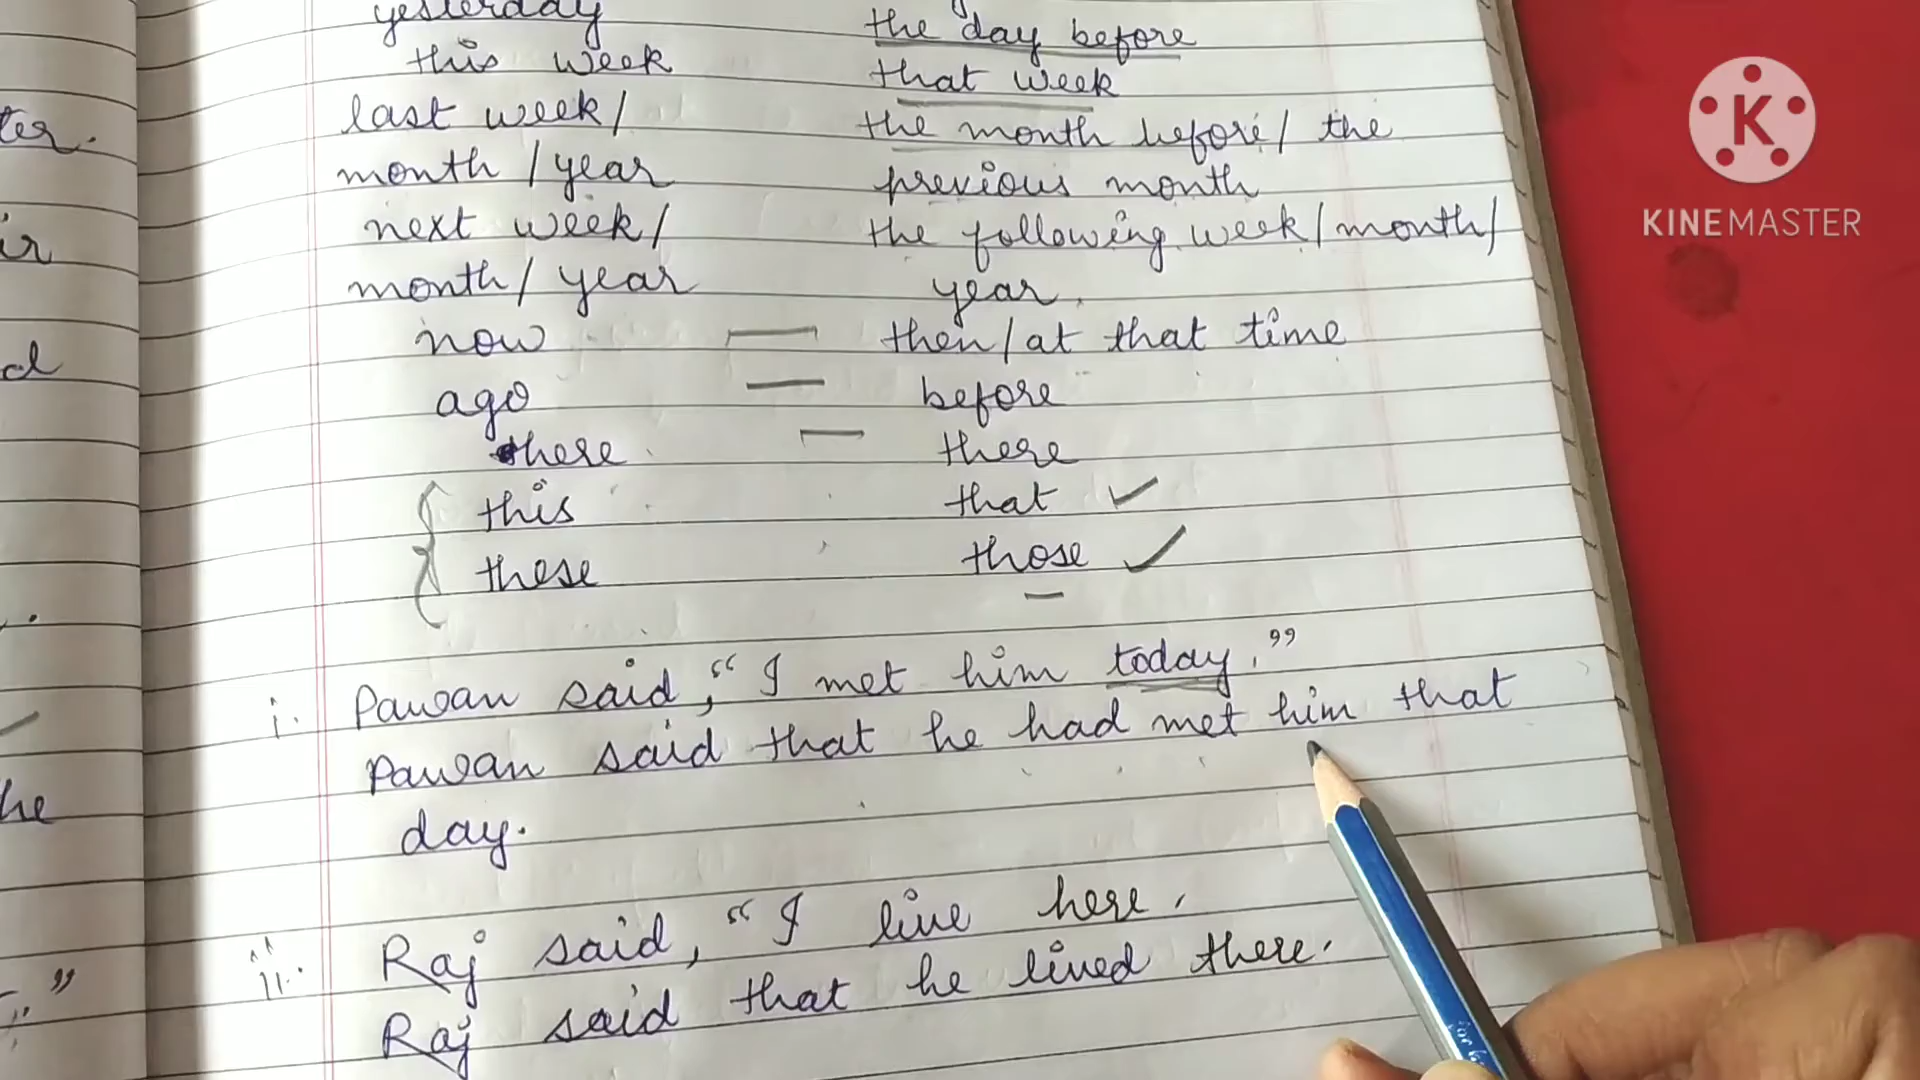 yesterday the day before
this week that week
last week/ the month before/ the
month/year previous month
next week/ the following week/month/
month/year year.
now — then/at that time
ago — before
here — there
this that ✓
these those ✓
i. Pawan said, "I met him today."
Pawan said that he had met him that
day.
ii. Raj said, "I live here.
Raj said that he lived there.
ter.
ir
d
he
."
K
KINEMASTER